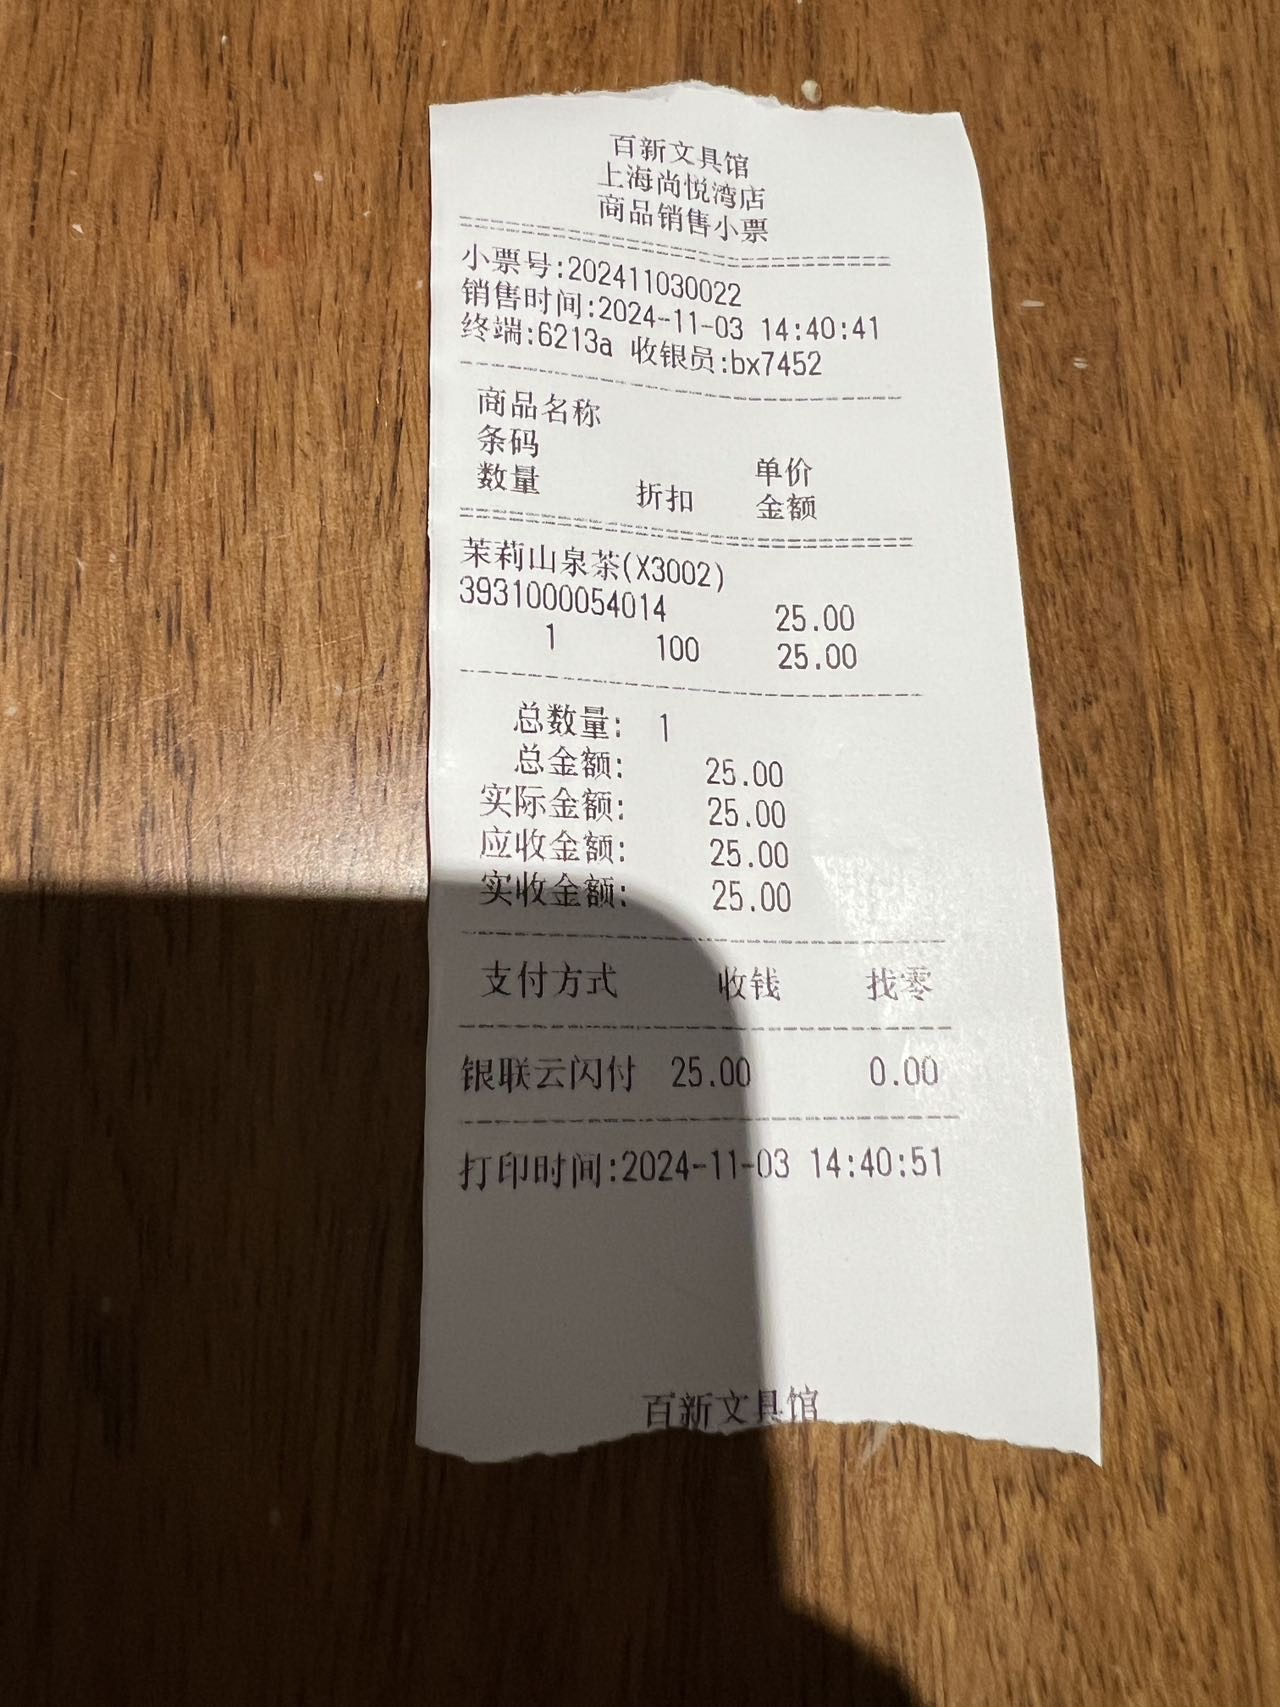 百新文具馆
上海尚悦湾店
商品销售小票
小票号:202411030022
销售时间:2024-11-03 14:40:41
终端:6213a 收银员:bx7452
商品名称
条码 单价
数量 折扣 金额
茉莉山泉茶(X3002)
3931000054014 25.00
1 100 25.00
总数量: 1
总金额: 25.00
实际金额: 25.00
应收金额: 25.00
实收金额: 25.00
支付方式 收钱 找零
银联云闪付 25.00 0.00
打印时间:2024-11-03 14:40:51
百新文具馆